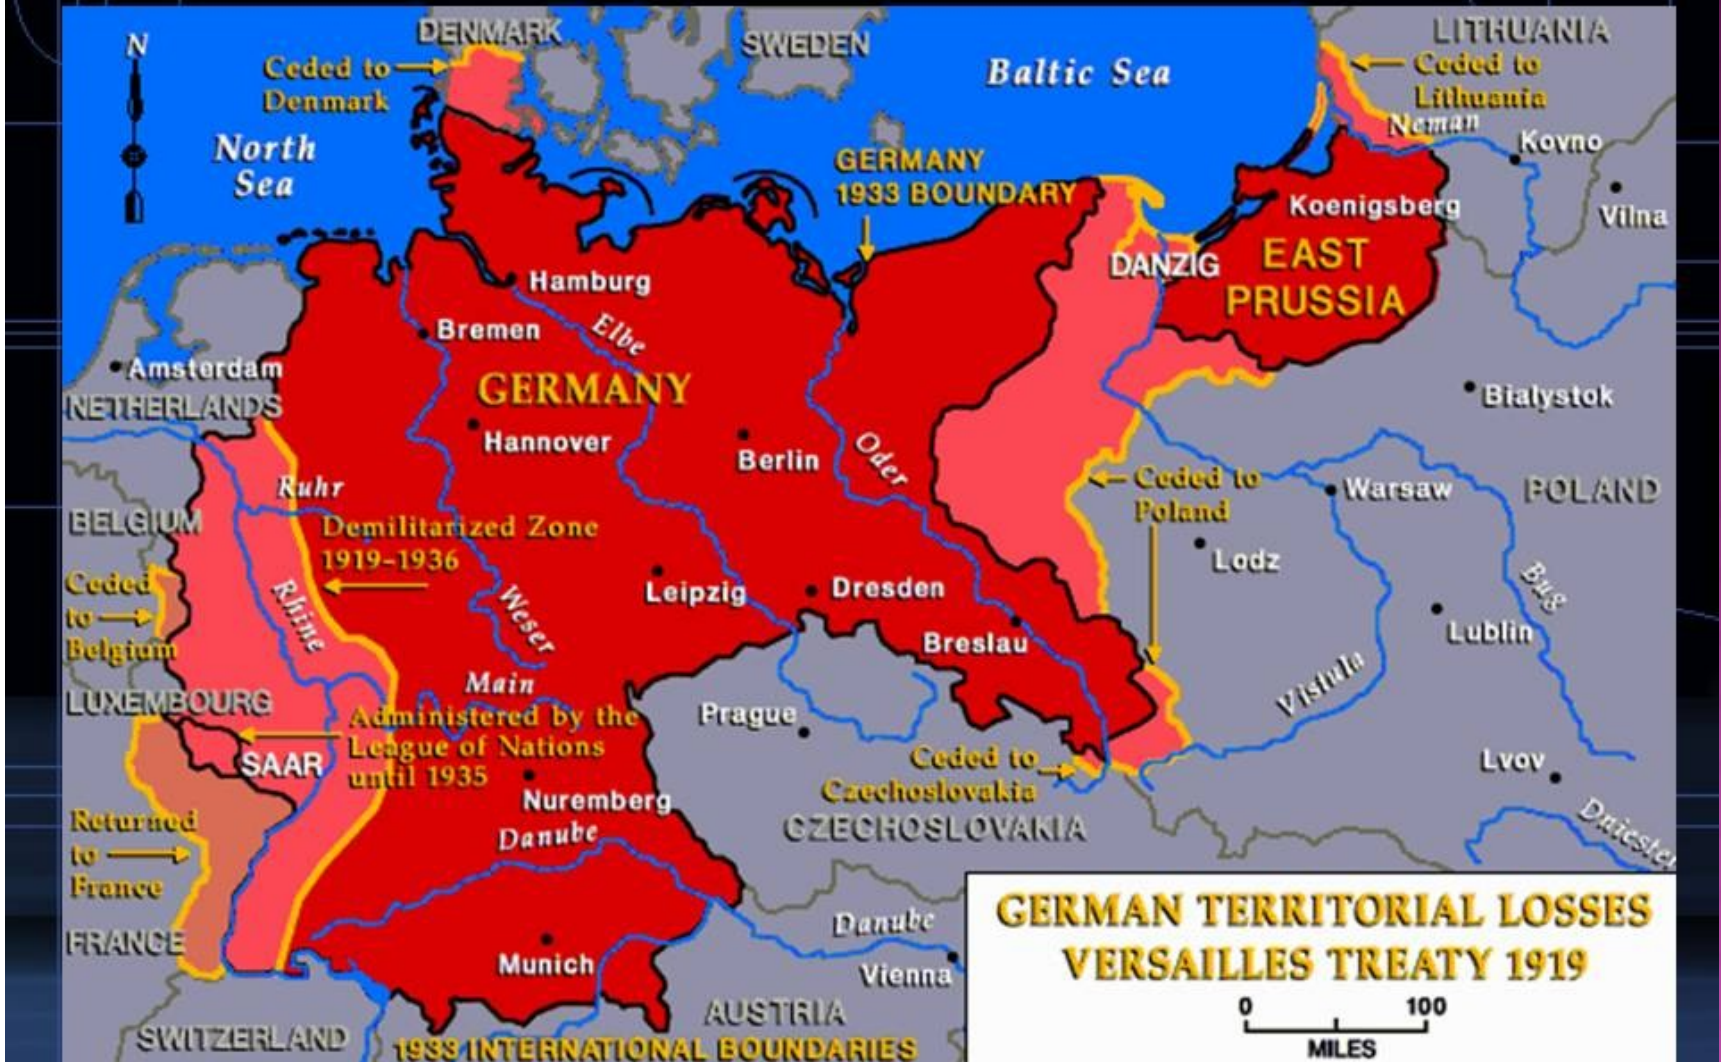 DENMARK
SWEDEN
LITHUANIA
N
Ceded to
Denmark
Baltic Sea
Ceded to
Lithuania
Neman
North
Sea
Kovno
GERMANY
1933 BOUNDARY
Koenigsberg
Vilna
DANZIG
EAST
PRUSSIA
Hamburg
Bremen
Elbe
Amsterdam
NETHERLANDS
GERMANY
Bialystok
Hannover
Berlin
Oder
Ruhr
Ceded to
Poland
Warsaw
POLAND
BELGIUM
Demilitarized Zone
1919-1936
Lodz
Ceded
to
Belgium
Rhine
Weser
Leipzig
Dresden
Breslau
Bug
Lublin
LUXEMBOURG
Main
Prague
Vistula
Administered by the
League of Nations
until 1935
SAAR
Ceded to
Czechoslovakia
Lvov
Nuremberg
Returned
to
France
Danube
CZECHOSLOVAKIA
Dniester
FRANCE
Munich
Danube
Vienna
GERMAN TERRITORIAL LOSSES
VERSAILLES TREATY 1919
0 100
MILES
SWITZERLAND
AUSTRIA
1933 INTERNATIONAL BOUNDARIES